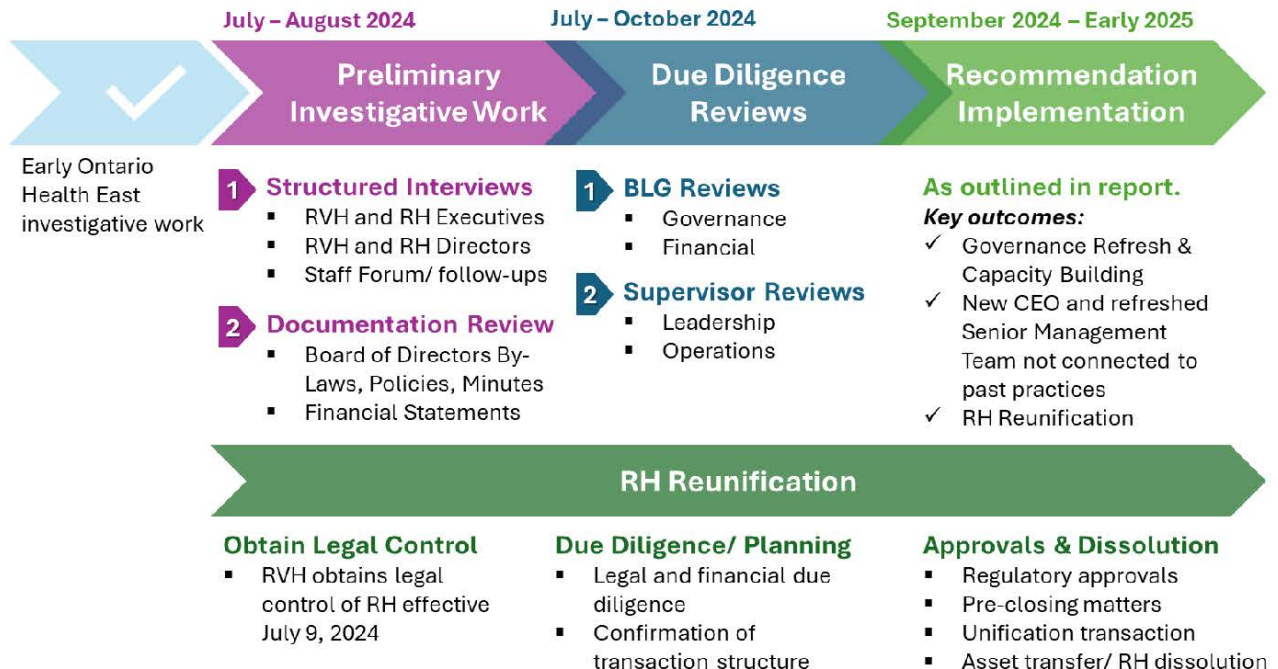 July – August 2024
July – October 2024
September 2024 – Early 2025
Preliminary
Investigative Work
Due Diligence
Reviews
Recommendation
Implementation
Early Ontario
Health East
investigative work
1 Structured Interviews
▪ RVH and RH Executives
▪ RVH and RH Directors
▪ Staff Forum/ follow-ups
2 Documentation Review
▪ Board of Directors By-
Laws, Policies, Minutes
▪ Financial Statements
1 BLG Reviews
▪ Governance
▪ Financial
2 Supervisor Reviews
▪ Leadership
▪ Operations
As outlined in report.
Key outcomes:
✓ Governance Refresh &
Capacity Building
✓ New CEO and refreshed
Senior Management
Team not connected to
past practices
✓ RH Reunification
RH Reunification
Obtain Legal Control
▪ RVH obtains legal
control of RH effective
July 9, 2024
Due Diligence/ Planning
▪ Legal and financial due
diligence
▪ Confirmation of
transaction structure
Approvals & Dissolution
▪ Regulatory approvals
▪ Pre-closing matters
▪ Unification transaction
▪ Asset transfer/ RH dissolution